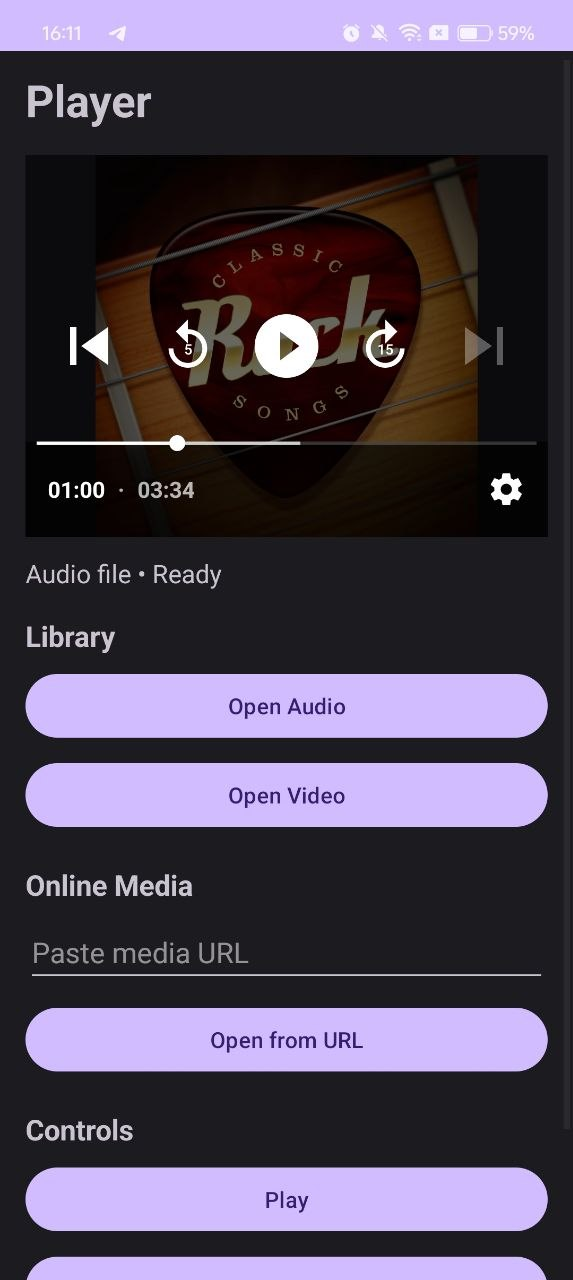 16:11 59%
Player
CLASSIC
Rock
5 15
SONGS
01:00 · 03:34
Audio file • Ready
Library
Open Audio
Open Video
Online Media
Paste media URL
Open from URL
Controls
Play